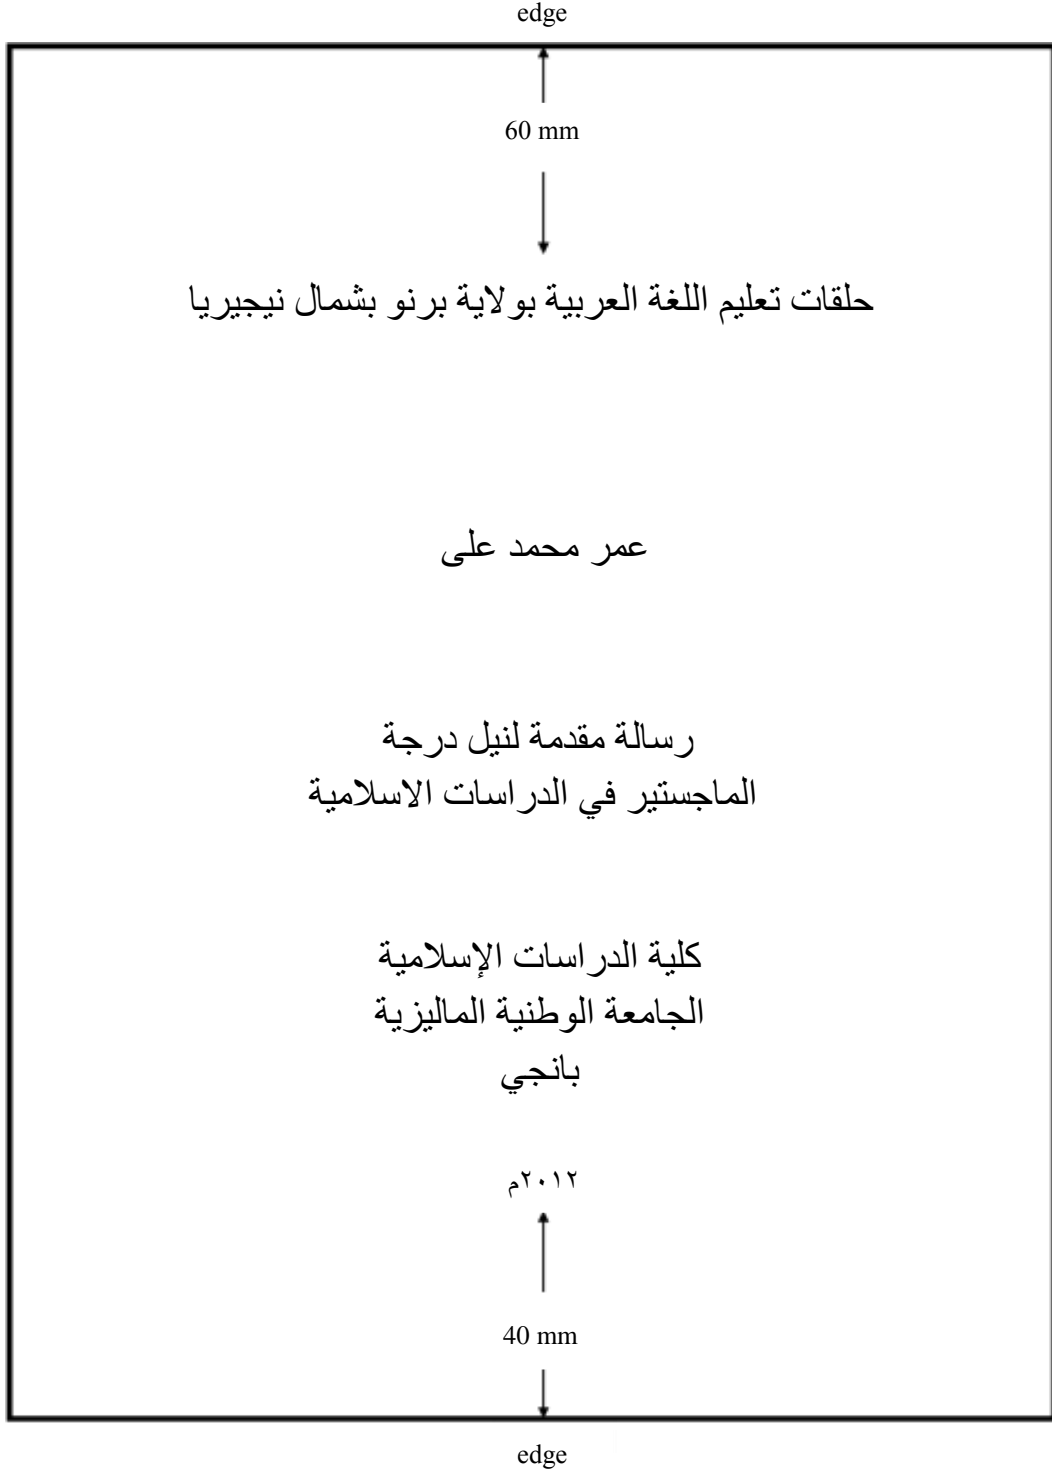 edge
60 mm
حلقات تعليم اللغة العربية بولاية برنو بشمال نيجيريا
عمر محمد على
رسالة مقدمة لنيل درجة
الماجستير في الدراسات الاسلامية
كلية الدراسات الإسلامية
الجامعة الوطنية الماليزية
بانجي
٢٠١٢م
40 mm
edge